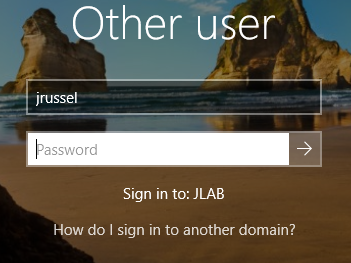 Other user
jrussel
Password
Sign in to: JLAB
How do I sign in to another domain?